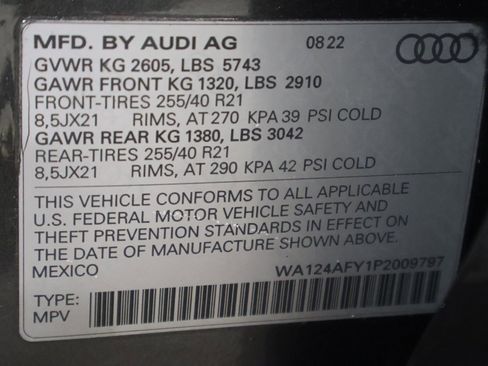 MFD. BY AUDI AG 08 22
GVWR KG 2605, LBS 5743
GAWR FRONT KG 1320, LBS 2910
FRONT-TIRES 255/40 R21
8,5JX21 RIMS, AT 270 KPA 39 PSI COLD
GAWR REAR KG 1380, LBS 3042
REAR-TIRES 255/40 R21
8,5JX21 RIMS, AT 290 KPA 42 PSI COLD
THIS VEHICLE CONFORMS TO ALL APPLICABLE
U.S. FEDERAL MOTOR VEHICLE SAFETY AND
THEFT PREVENTION STANDARDS IN EFFECT ON
THE DATE OF MANUFACTURE SHOWN ABOVE.
MEXICO WA124AFY1P2009797
TYPE:
MPV